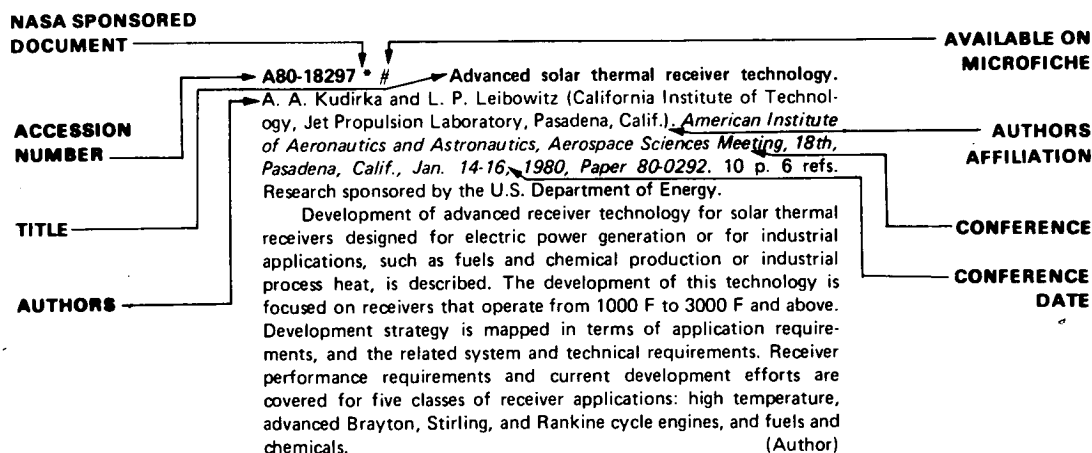 NASA SPONSORED
DOCUMENT
AVAILABLE ON
MICROFICHE
A80-18297 * # Advanced solar thermal receiver technology.
A. A. Kudirka and L. P. Leibowitz (California Institute of Technol-
ogy, Jet Propulsion Laboratory, Pasadena, Calif.). American Institute
of Aeronautics and Astronautics, Aerospace Sciences Meeting, 18th,
Pasadena, Calif., Jan. 14-16, 1980, Paper 80-0292. 10 p. 6 refs.
Research sponsored by the U.S. Department of Energy.
Development of advanced receiver technology for solar thermal
receivers designed for electric power generation or for industrial
applications, such as fuels and chemical production or industrial
process heat, is described. The development of this technology is
focused on receivers that operate from 1000 F to 3000 F and above.
Development strategy is mapped in terms of application require-
ments, and the related system and technical requirements. Receiver
performance requirements and current development efforts are
covered for five classes of receiver applications: high temperature,
advanced Brayton, Stirling, and Rankine cycle engines, and fuels and
chemicals. (Author)
ACCESSION
NUMBER
TITLE
AUTHORS
AUTHORS
AFFILIATION
CONFERENCE
CONFERENCE
DATE